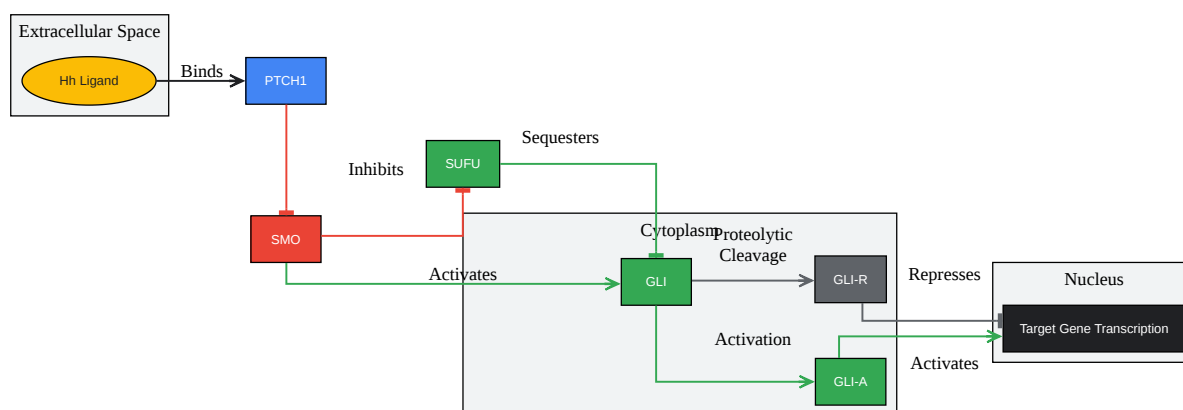 Extracellular Space
Hh Ligand
Binds
PTCH1
Sequesters
SUFU
Inhibits
SMO
Cytoplasm
Proteolytic
Cleavage
Activates
GLI
GLI-R
Represses
Nucleus
Target Gene Transcription
Activation
Activates
GLI-A